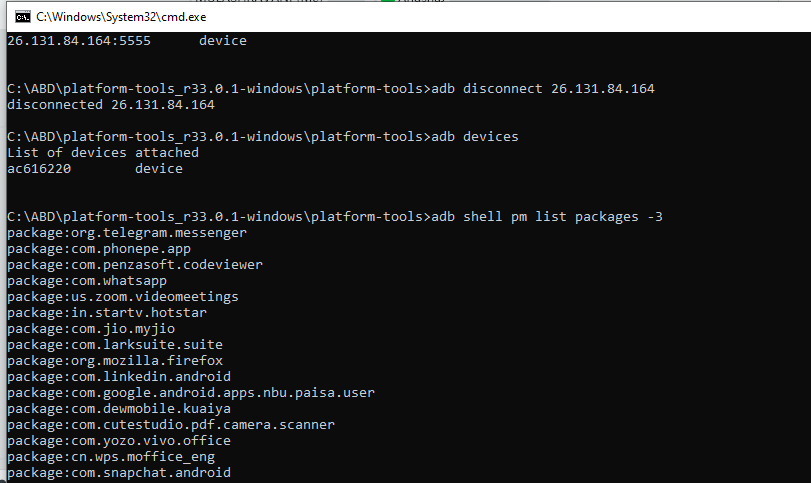 C:\Windows\System32\cmd.exe
26.131.84.164:5555      device
C:\ABD\platform-tools_r33.0.1-windows\platform-tools>adb disconnect 26.131.84.164
disconnected 26.131.84.164
C:\ABD\platform-tools_r33.0.1-windows\platform-tools>adb devices
List of devices attached
ac616220        device
C:\ABD\platform-tools_r33.0.1-windows\platform-tools>adb shell pm list packages -3
package:org.telegram.messenger
package:com.phonepe.app
package:com.penzasoft.codeviewer
package:com.whatsapp
package:us.zoom.videomeetings
package:in.startv.hotstar
package:com.jio.myjio
package:com.larksuite.suite
package:org.mozilla.firefox
package:com.linkedin.android
package:com.google.android.apps.nbu.paisa.user
package:com.dewmobile.kuaiya
package:com.cutestudio.pdf.camera.scanner
package:com.yozo.vivo.office
package:cn.wps.moffice_eng
package:com.snapchat.android